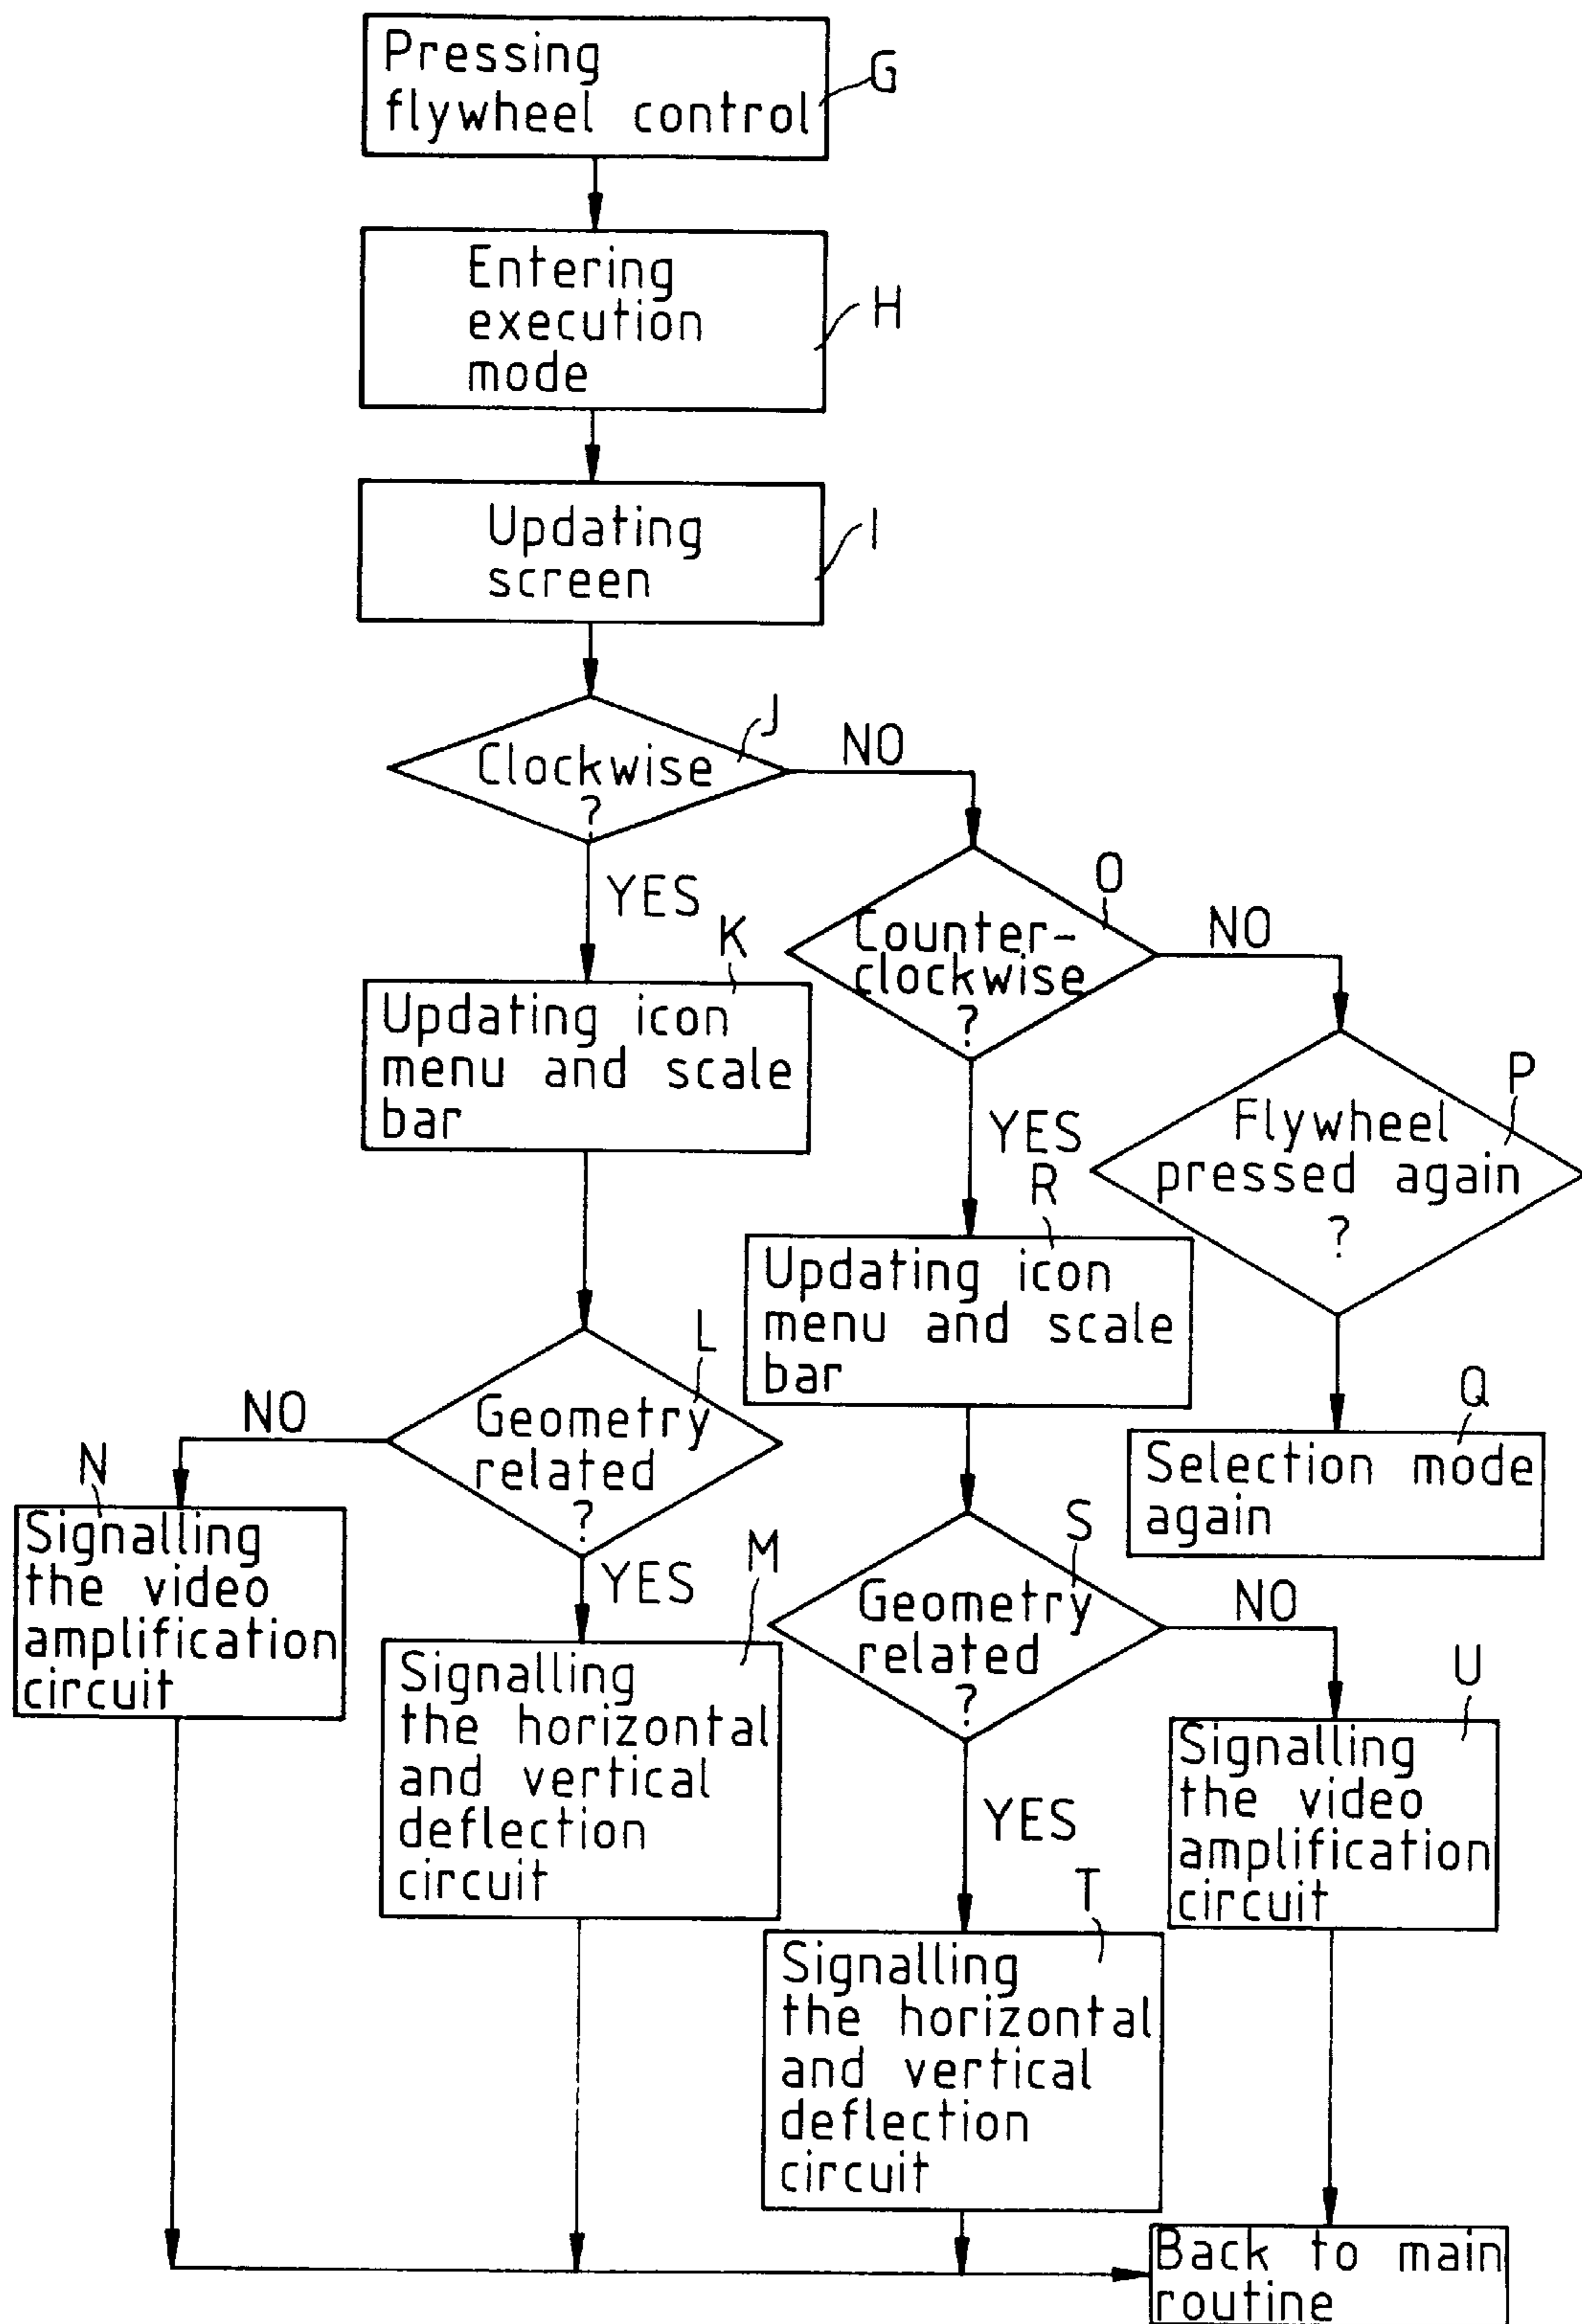 Pressing
flywheel control
G
Entering
execution
mode
H
Updating
screen
I
Clockwise
?
J
NO
YES
Counter-
clockwise
?
O
NO
K
Updating icon
menu and scale
bar
YES
Flywheel
pressed again
?
P
R
Updating icon
menu and scale
bar
L
Geometry
related
?
NO
YES
Q
Selection mode
again
N
Signalling
the video
amplification
circuit
M
Signalling
the horizontal
and vertical
deflection
circuit
S
Geometry
related
?
NO
YES
U
Signalling
the video
amplification
circuit
T
Signalling
the horizontal
and vertical
deflection
circuit
Back to main
routine